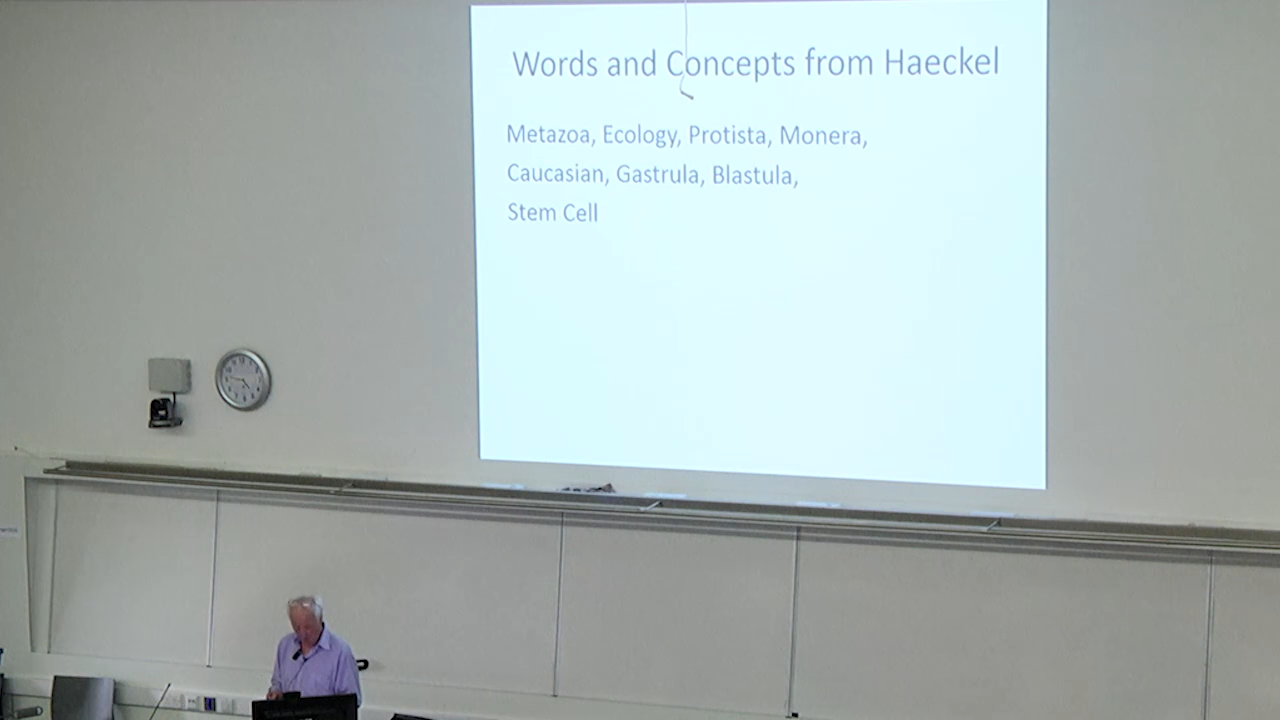 Words and Concepts from Haeckel
Metazoa, Ecology, Protista, Monera,
Caucasian, Gastrula, Blastula,
Stem Cell